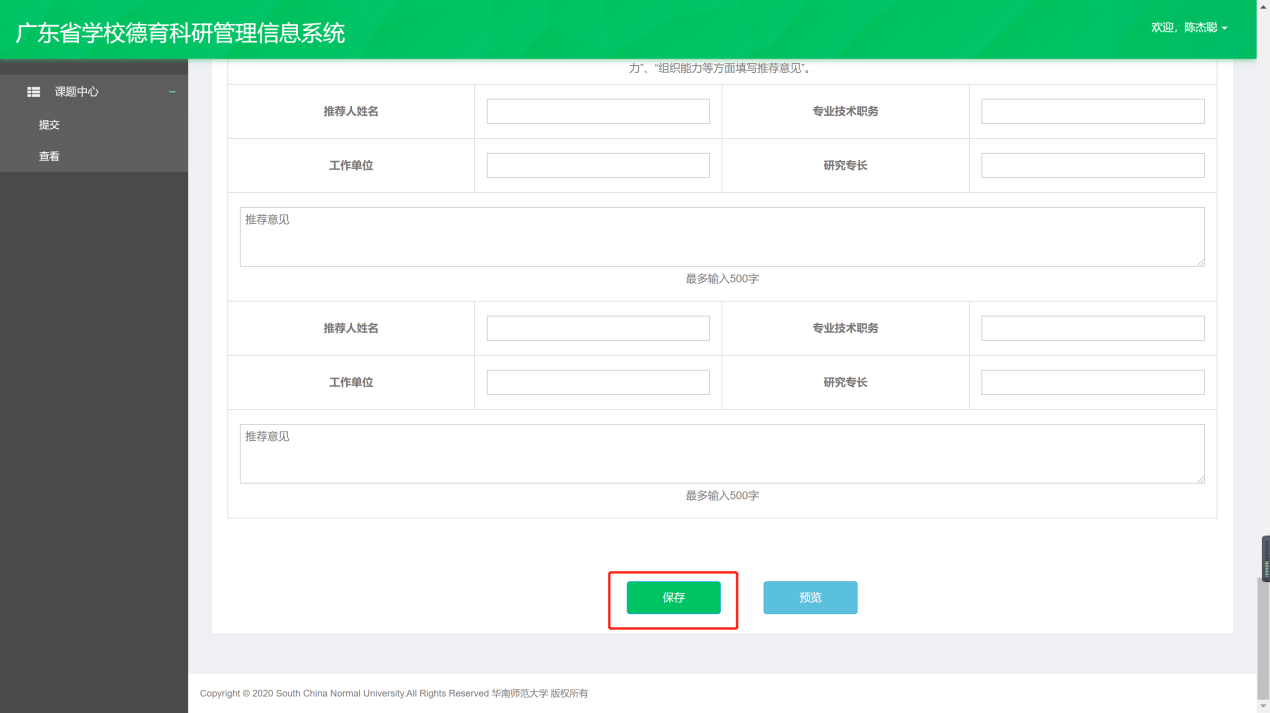 广东省学校德育科研管理信息系统
欢迎，陈杰聪
力”、“组织能力等方面填写推荐意见”。
课题中心
提交
查看
推荐人姓名
专业技术职务
工作单位
研究专长
推荐意见
最多输入500字
推荐人姓名
专业技术职务
工作单位
研究专长
推荐意见
最多输入500字
保存
预览
Copyright © 2020 South China Normal University.All Rights Reserved 华南师范大学 版权所有